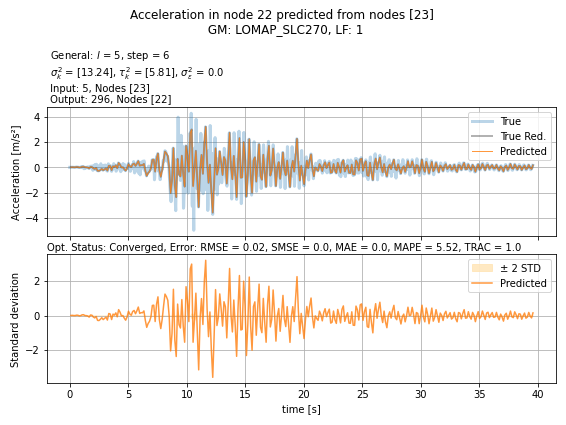 Acceleration in node 22 predicted from nodes [23]
GM: LOMAP_SLC270, LF: 1
General: l = 5, step = 6
σ²ₖ = [13.24], τ²ₖ = [5.81], σ²ε = 0.0
Input: 5, Nodes [23]
Output: 296, Nodes [22]
Acceleration [m/s²]
4
2
0
−2
−4
True
True Red.
Predicted
Opt. Status: Converged, Error: RMSE = 0.02, SMSE = 0.0, MAE = 0.0, MAPE = 5.52, TRAC = 1.0
Standard deviation
2
0
−2
± 2 STD
Predicted
0 5 10 15 20 25 30 35 40
time [s]